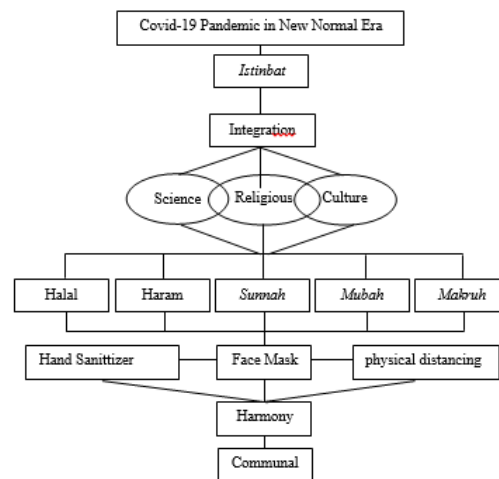 Covid-19 Pandemic in New Normal Era
Istinbat
Integration
Science Religious Culture
Halal Haram Sunnah Mubah Makruh
Hand Sanittizer Face Mask physical distancing
Harmony
Communal